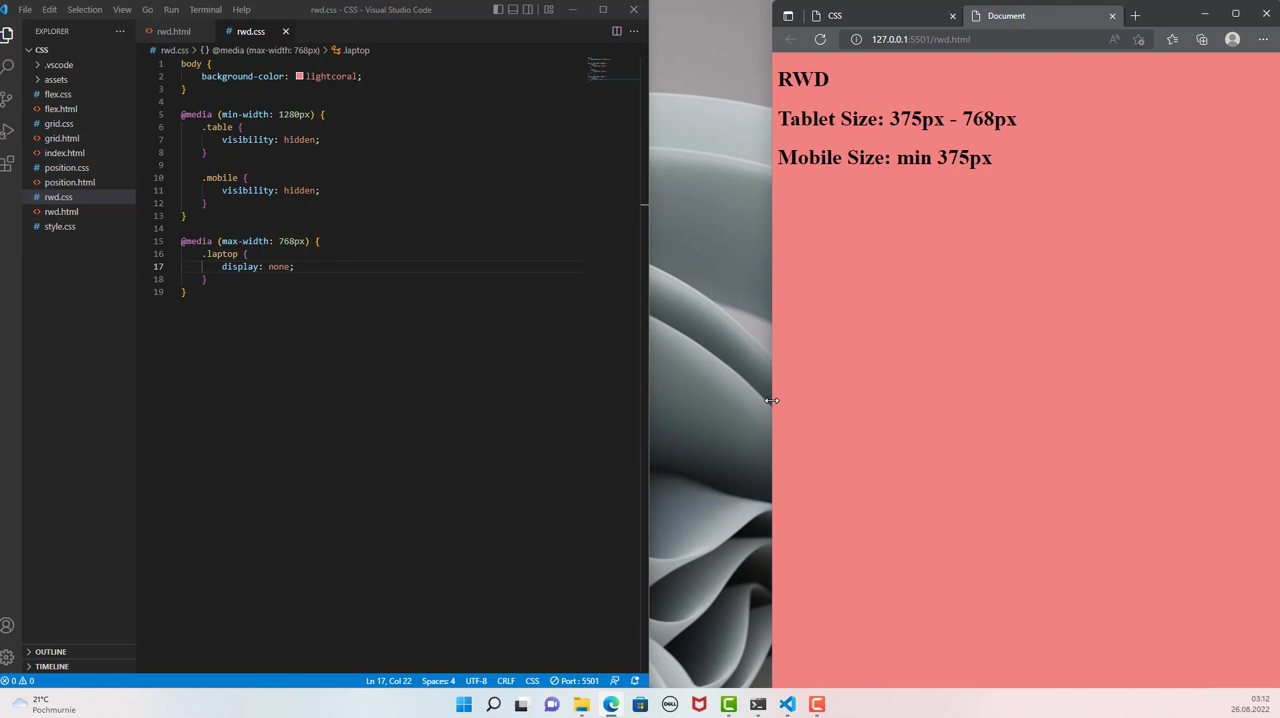 File Edit Selection View Go Run Terminal rwd.css - CSS - Visual Studio Code
EXPLORER
CSS
.vscode
assets
flex.css
flex.html
grid.css
grid.html
index.html
position.css
position.html
rwd.css
rwd.html
style.css
OUTLINE
TIMELINE
rwd.html rwd.css
rwd.css > {} @media (max-width: 768px) > .laptop
1 body {
2 background-color: lightcoral;
3 }
4
5 @media (min-width: 1280px) {
6 .table {
7 visibility: hidden;
8 }
9
10 .mobile {
11 visibility: hidden;
12 }
13 }
14
15 @media (max-width: 768px) {
16 .laptop {
17 display: none;
18 }
19 }
0 0 Ln 17, Col 22 Spaces: 4 UTF-8 CRLF CSS Port : 5501
CSS Document
127.0.0.1:5501/rwd.html
RWD
Tablet Size: 375px - 768px
Mobile Size: min 375px
21°C
Pochmurnie
DELL
03:12
26.08.2022